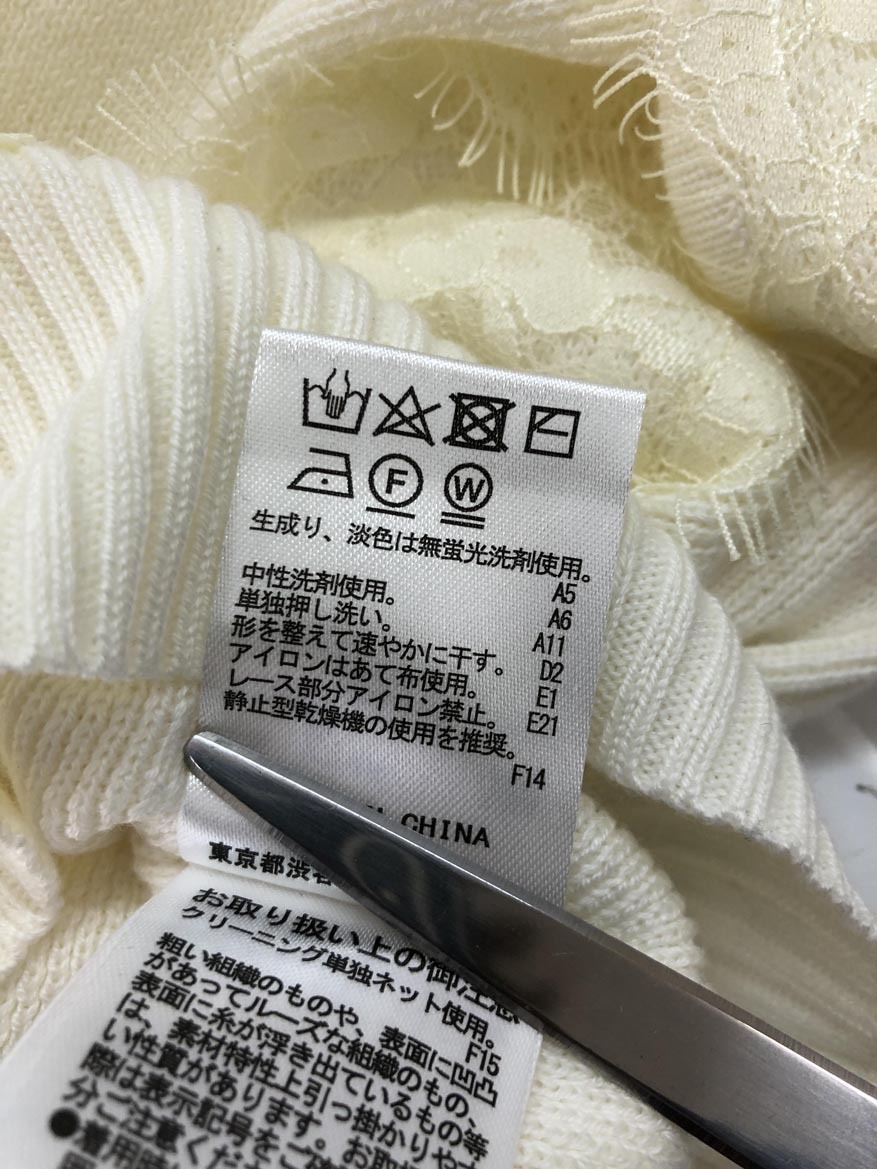 F W
生成り、淡色は無蛍光洗剤使用。
A5
中性洗剤使用。 A6
単独押し洗い。 A11
形を整えて速やかに干す。 D2
アイロンはあて布使用。 E1
レース部分アイロン禁止。 E21
静止型乾燥機の使用を推奨。
F14
CHINA
東京都渋
お取り扱い上の御注意
クリーニング単独ネット使用。
F15
粗い組織のものや、表面に凹凸
があってルーズな組織のもの、
表面に糸が浮き出ているもの等
は、素材特性上引っ掛かりやす
い性質があります。お取
際は表示記号をご
分ご注意くだ
●着用時